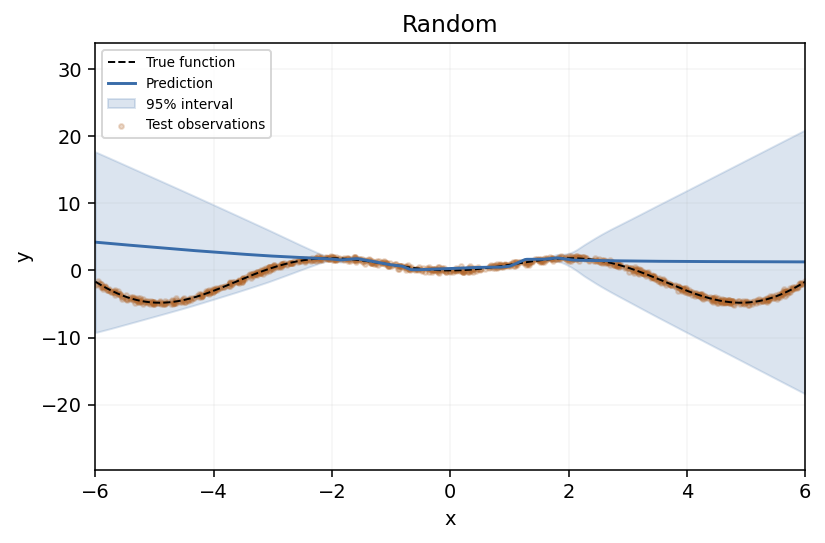 Random
True function
Prediction
95% interval
Test observations
30
20
10
0
−10
−20
y
−6
−4
−2
0
2
4
6
x